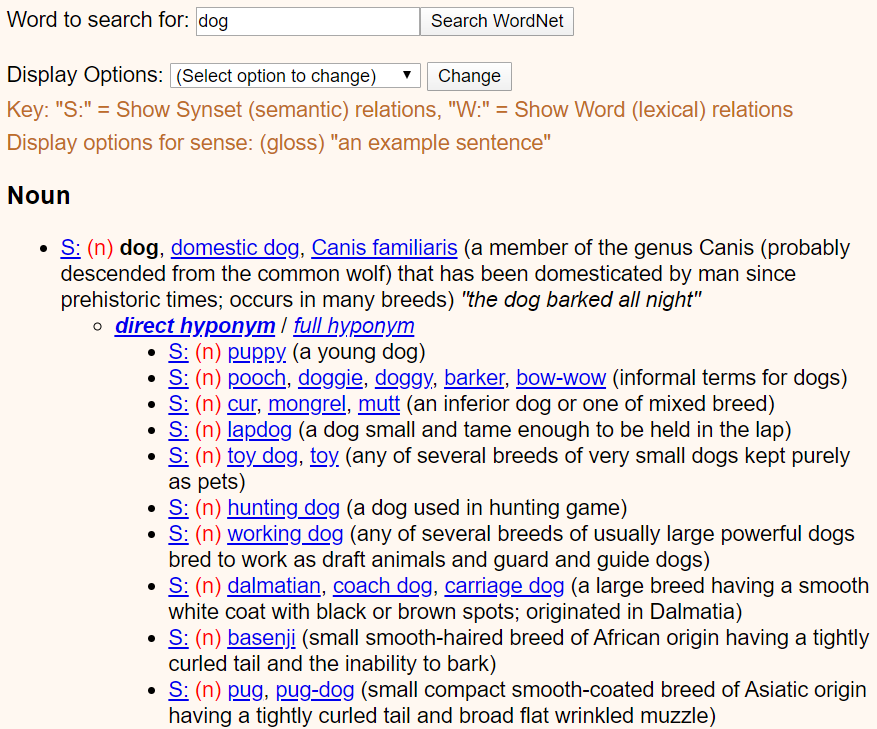 Word to search for: dog Search WordNet
Display Options: (Select option to change) Change
Key: "S:" = Show Synset (semantic) relations, "W:" = Show Word (lexical) relations
Display options for sense: (gloss) "an example sentence"
Noun
S: (n) dog, domestic dog, Canis familiaris (a member of the genus Canis (probably
descended from the common wolf) that has been domesticated by man since
prehistoric times; occurs in many breeds) "the dog barked all night"
direct hyponym / full hyponym
S: (n) puppy (a young dog)
S: (n) pooch, doggie, doggy, barker, bow-wow (informal terms for dogs)
S: (n) cur, mongrel, mutt (an inferior dog or one of mixed breed)
S: (n) lapdog (a dog small and tame enough to be held in the lap)
S: (n) toy dog, toy (any of several breeds of very small dogs kept purely
as pets)
S: (n) hunting dog (a dog used in hunting game)
S: (n) working dog (any of several breeds of usually large powerful dogs
bred to work as draft animals and guard and guide dogs)
S: (n) dalmatian, coach dog, carriage dog (a large breed having a smooth
white coat with black or brown spots; originated in Dalmatia)
S: (n) basenji (small smooth-haired breed of African origin having a tightly
curled tail and the inability to bark)
S: (n) pug, pug-dog (small compact smooth-coated breed of Asiatic origin
having a tightly curled tail and broad flat wrinkled muzzle)